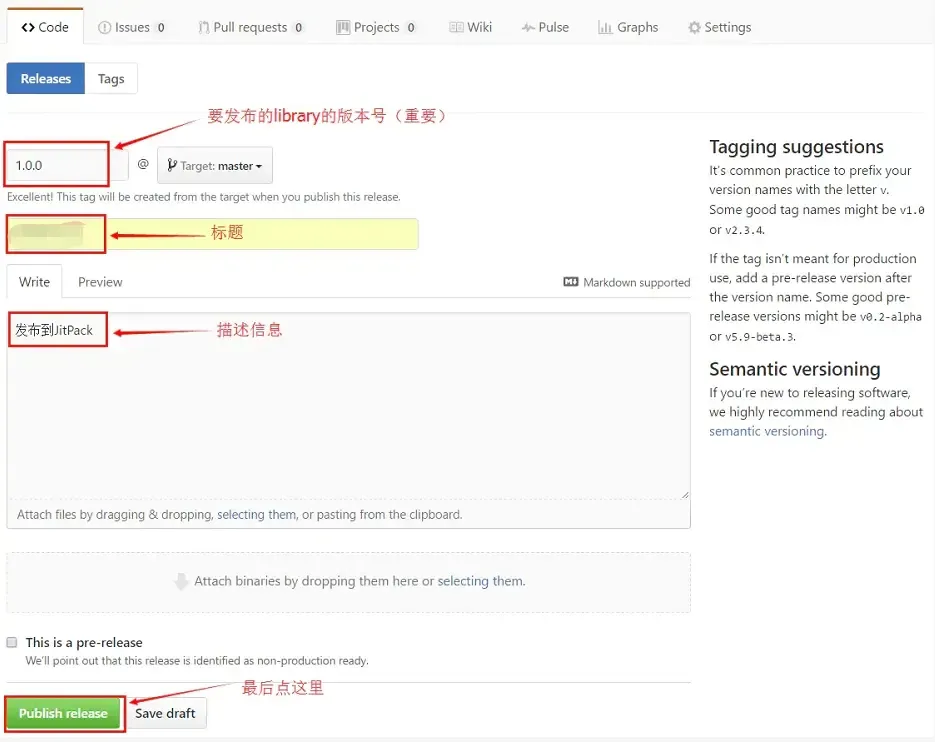 Code Issues 0 Pull requests 0 Projects 0 Wiki Pulse Graphs Settings
Releases Tags
要发布的library的版本号（重要）
1.0.0 @ Target: master
Excellent! This tag will be created from the target when you publish this release.
标题
Write Preview Markdown supported
发布到JitPack
描述信息
Attach files by dragging & dropping, selecting them, or pasting from the clipboard.
Attach binaries by dropping them here or selecting them.
This is a pre-release
We'll point out that this release is identified as non-production ready.
最后点这里
Publish release Save draft
Tagging suggestions
It's common practice to prefix your
version names with the letter v.
Some good tag names might be v1.0
or v2.3.4.
If the tag isn't meant for production
use, add a pre-release version after
the version name. Some good pre-
release versions might be v0.2-alpha
or v5.9-beta.3.
Semantic versioning
If you're new to releasing software,
we highly recommend reading about
semantic versioning.